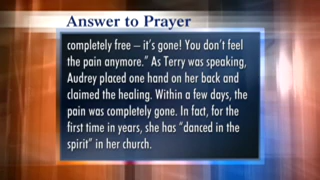 Answer to Prayer
completely free – it's gone! You don't feel
the pain anymore." As Terry was speaking,
Audrey placed one hand on her back and
claimed the healing. Within a few days, the
pain was completely gone. In fact, for the
first time in years, she has "danced in the
spirit" in her church.